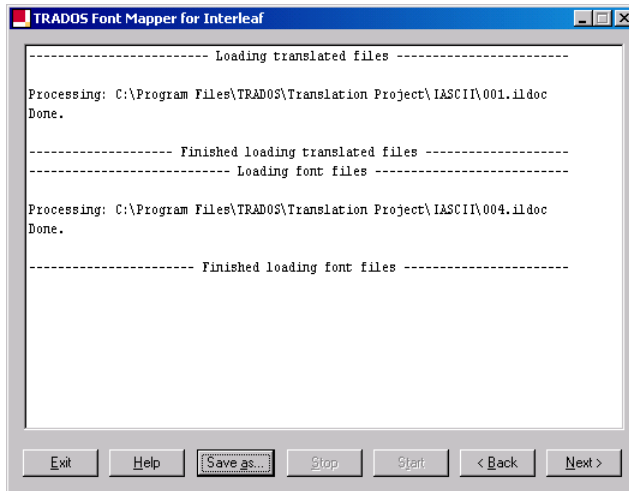 TRADOS Font Mapper for Interleaf
------------------------- Loading translated files ------------------------
Processing: C:\Program Files\TRADOS\Translation Project\IASCII\001.ildoc
Done.
-------------------- Finished loading translated files --------------------
---------------------------- Loading font files ---------------------------
Processing: C:\Program Files\TRADOS\Translation Project\IASCII\004.ildoc
Done.
----------------------- Finished loading font files -----------------------
Exit Help Save as... Stop Start < Back Next >